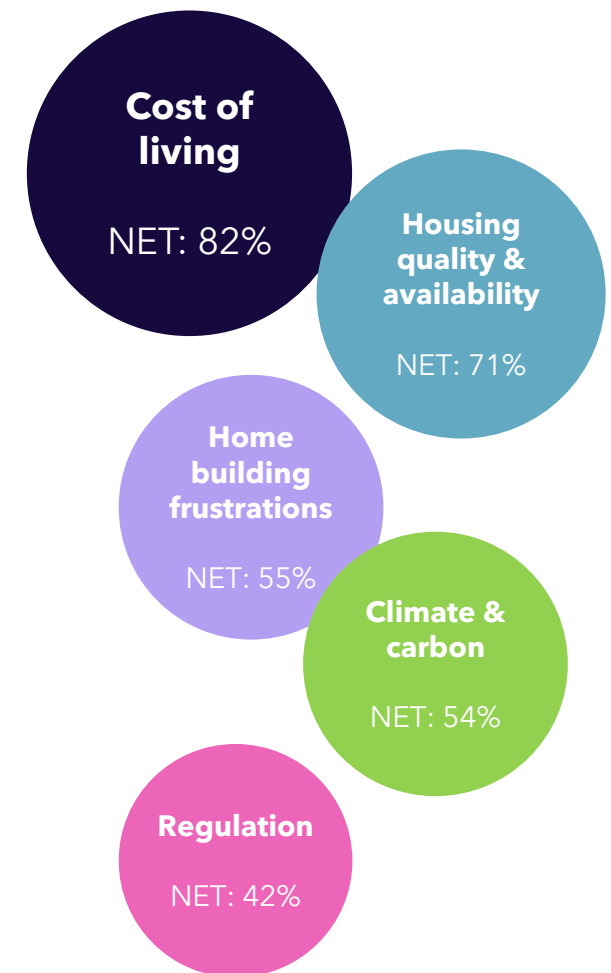 Cost of
living
NET: 82%
Housing
quality &
availability
NET: 71%
Home
building
frustrations
NET: 55%
Climate &
carbon
NET: 54%
Regulation
NET: 42%